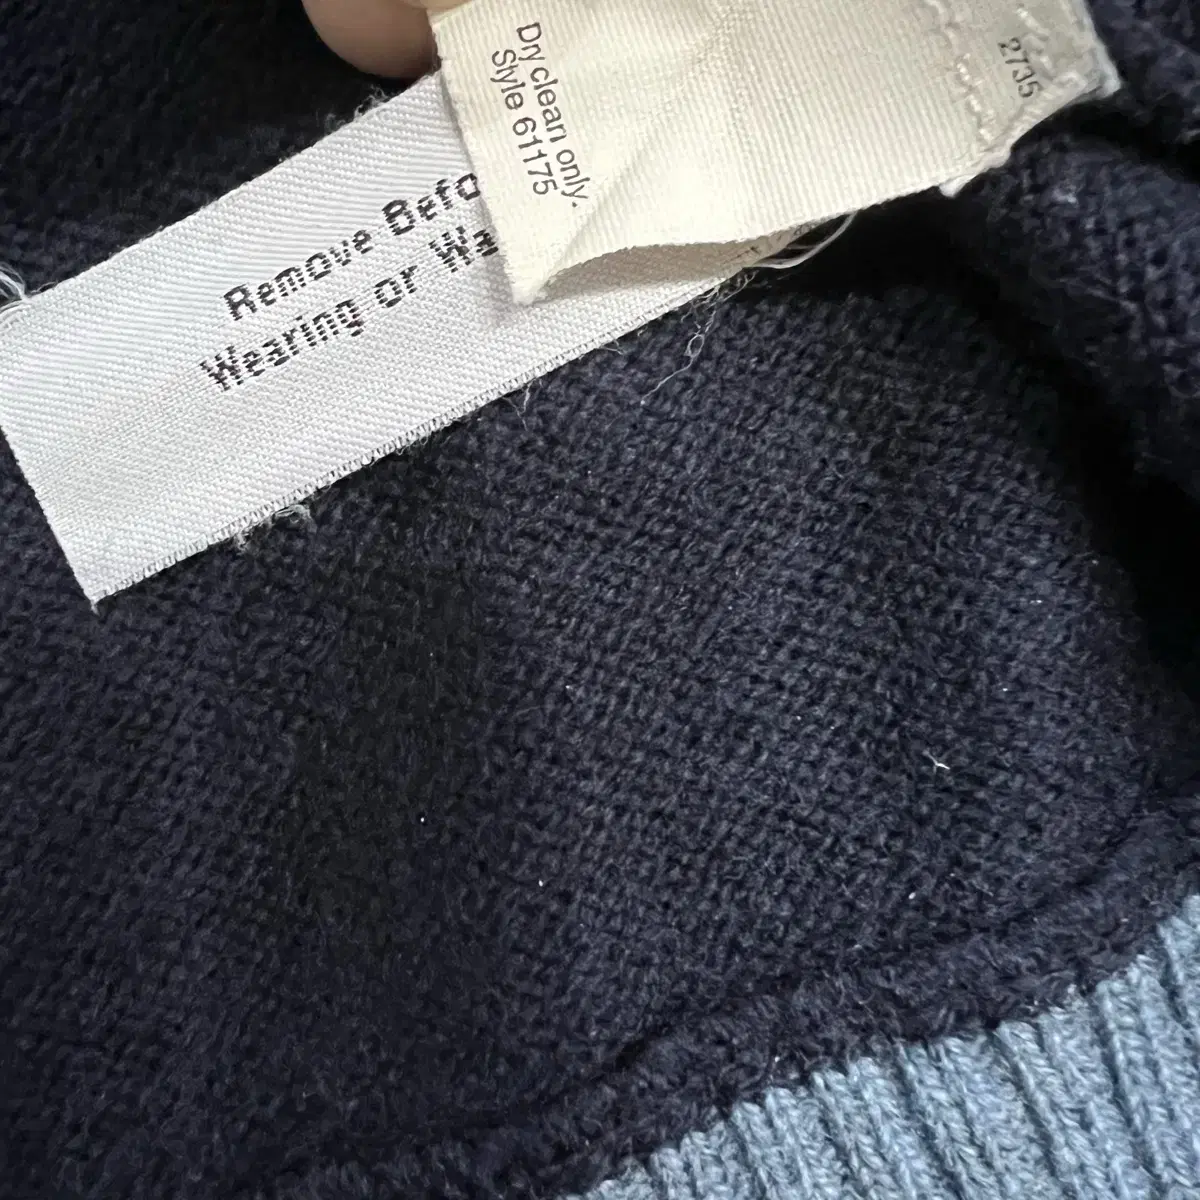 Dry clean only.
Style 61175
2735
Remove Befo
Wearing or Wa